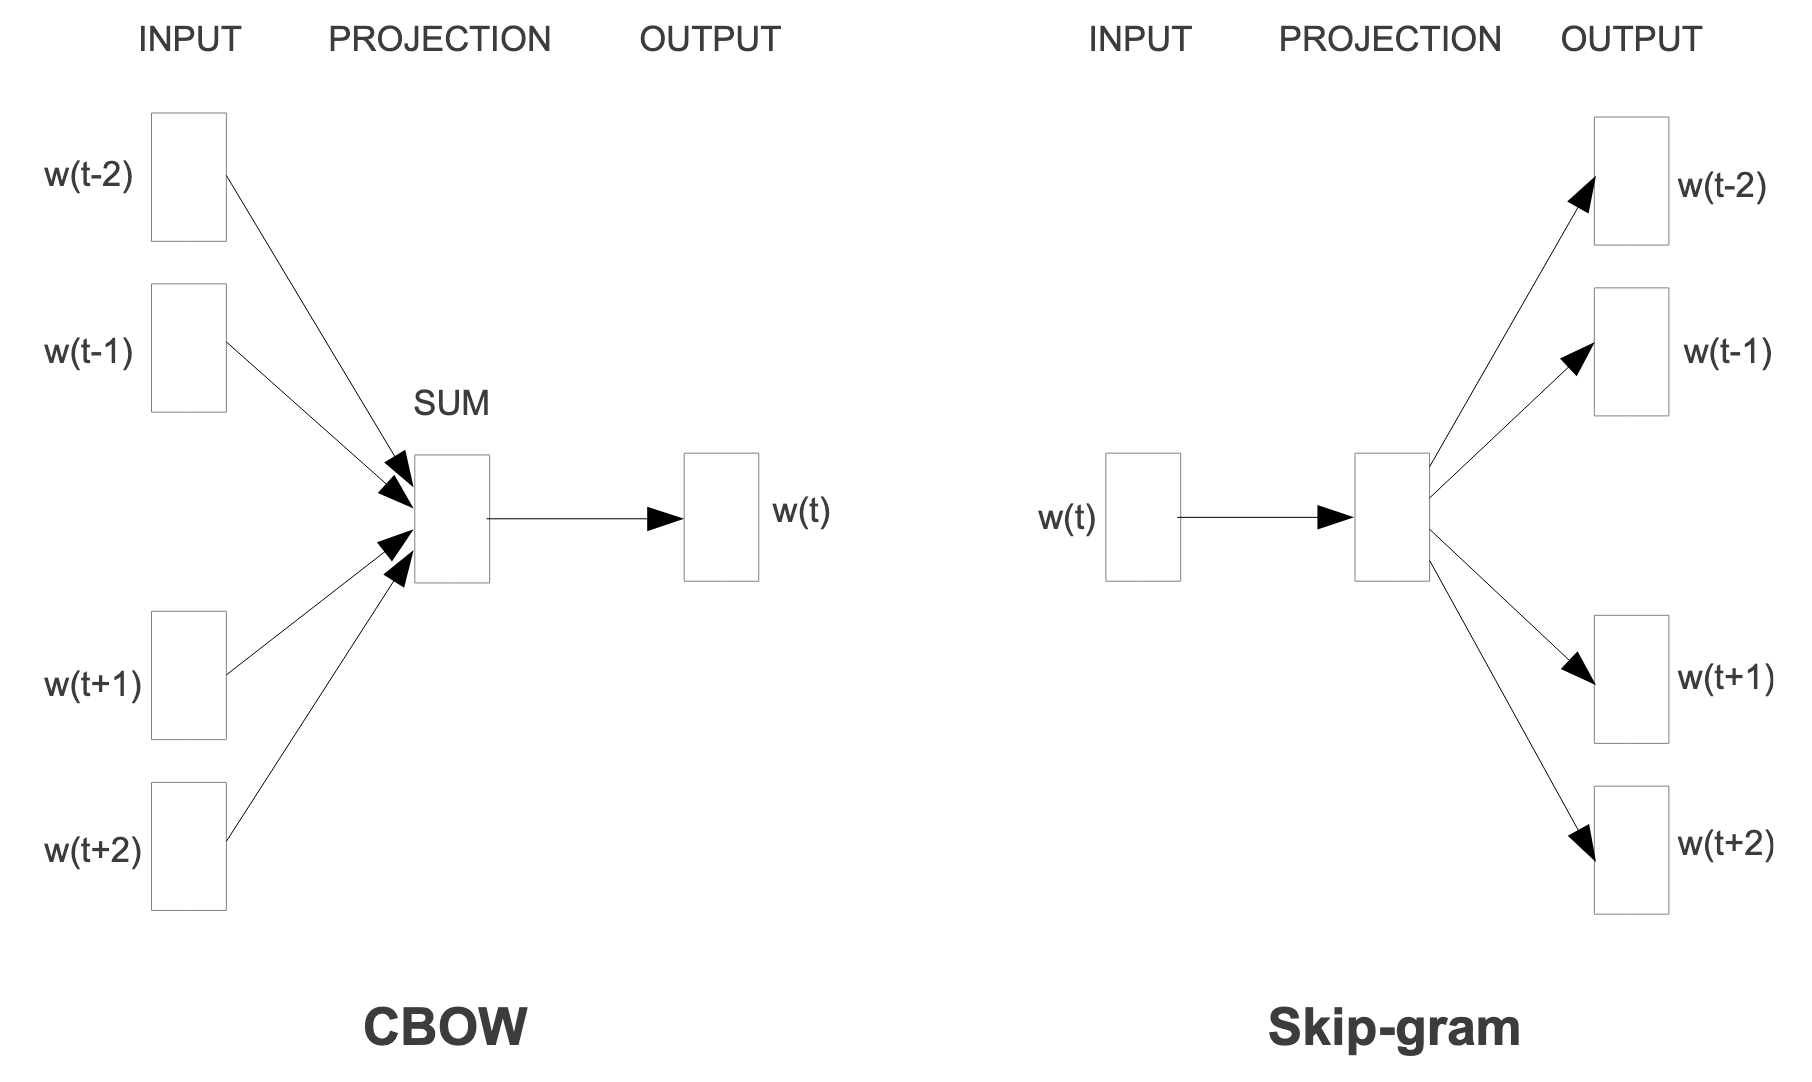 INPUT PROJECTION OUTPUT
w(t-2)
w(t-1)
SUM
w(t)
w(t+1)
w(t+2)
CBOW
INPUT PROJECTION OUTPUT
w(t-2)
w(t-1)
w(t)
w(t+1)
w(t+2)
Skip-gram